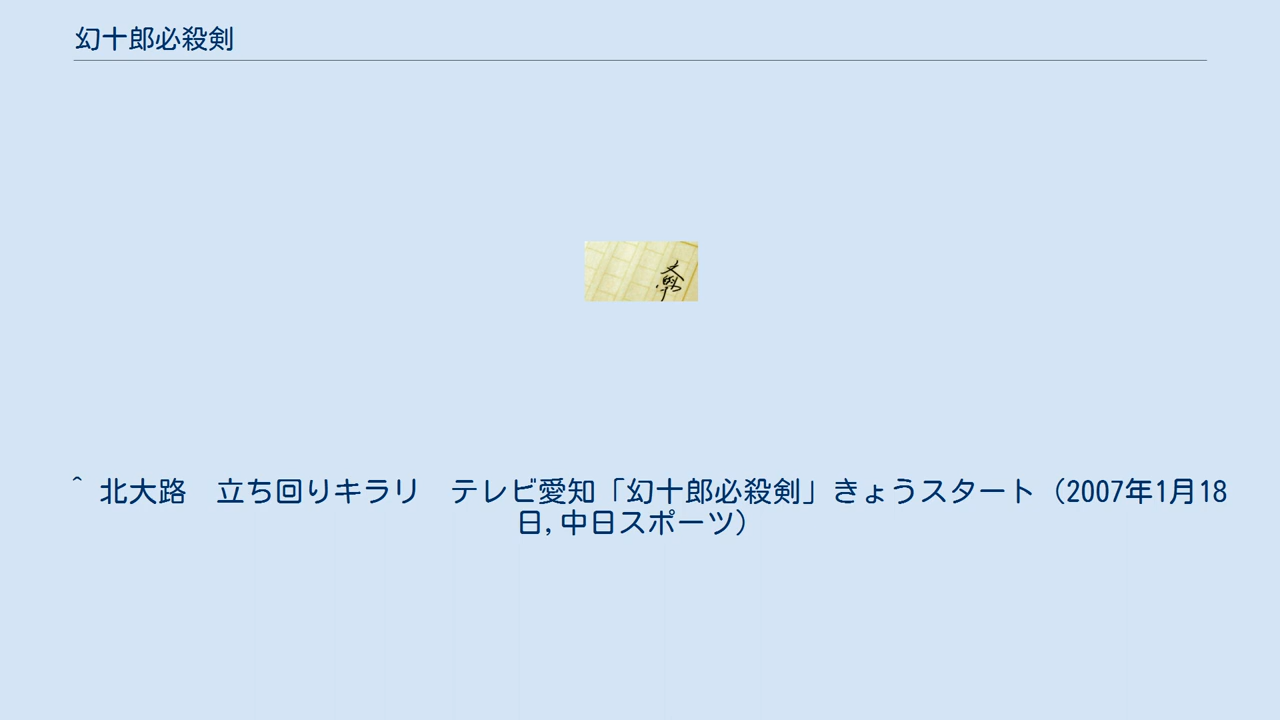 幻十郎必殺剣
^ 北大路　立ち回りキラリ　テレビ愛知「幻十郎必殺剣」きょうスタート（2007年1月18
日,中日スポーツ）